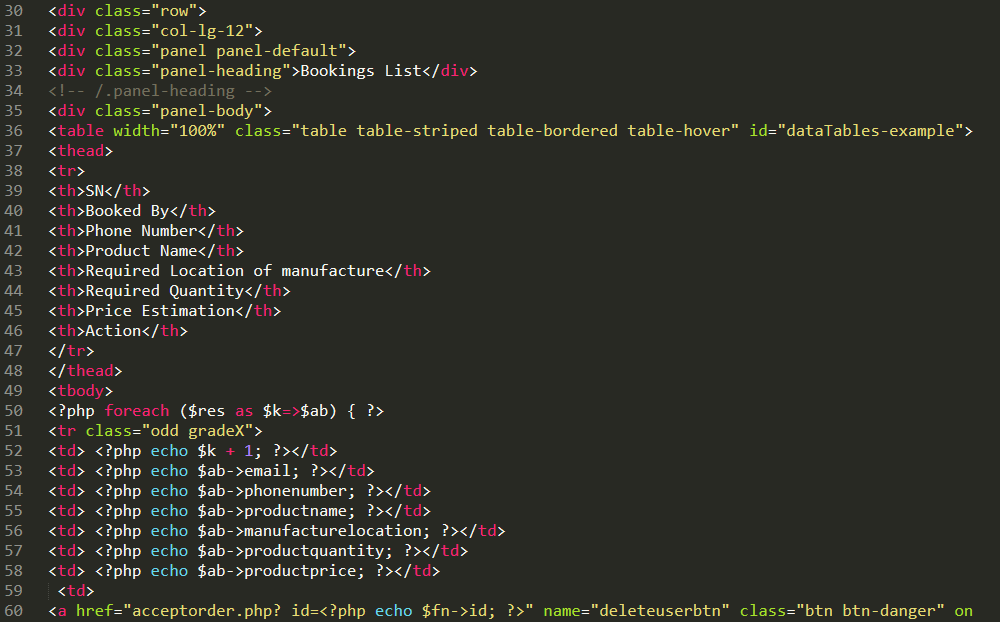 30 <div class="row">
31 <div class="col-lg-12">
32 <div class="panel panel-default">
33 <div class="panel-heading">Bookings List</div>
34 <!-- /.panel-heading -->
35 <div class="panel-body">
36 <table width="100%" class="table table-striped table-bordered table-hover" id="dataTables-example">
37 <thead>
38 <tr>
39 <th>SN</th>
40 <th>Booked By</th>
41 <th>Phone Number</th>
42 <th>Product Name</th>
43 <th>Required Location of manufacture</th>
44 <th>Required Quantity</th>
45 <th>Price Estimation</th>
46 <th>Action</th>
47 </tr>
48 </thead>
49 <tbody>
50 <?php foreach ($res as $k=>$ab) { ?>
51 <tr class="odd gradeX">
52 <td> <?php echo $k + 1; ?></td>
53 <td> <?php echo $ab->email; ?></td>
54 <td> <?php echo $ab->phonenumber; ?></td>
55 <td> <?php echo $ab->productname; ?></td>
56 <td> <?php echo $ab->manufacturelocation; ?></td>
57 <td> <?php echo $ab->productquantity; ?></td>
58 <td> <?php echo $ab->productprice; ?></td>
59 <td>
60 <a href="acceptorder.php? id=<?php echo $fn->id; ?>" name="deleteuserbtn" class="btn btn-danger" on